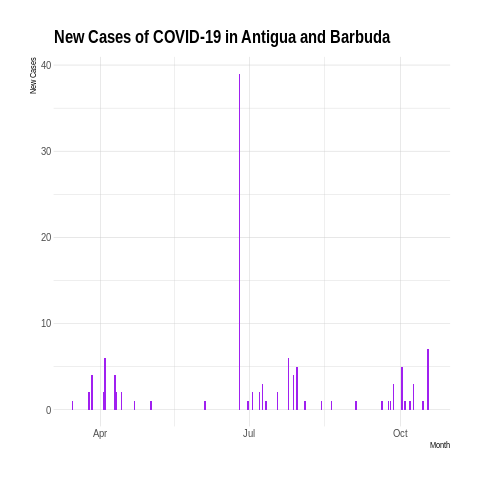 New Cases of COVID-19 in Antigua and Barbuda
New Cases
40
30
20
10
0
Apr
Jul
Oct
Month